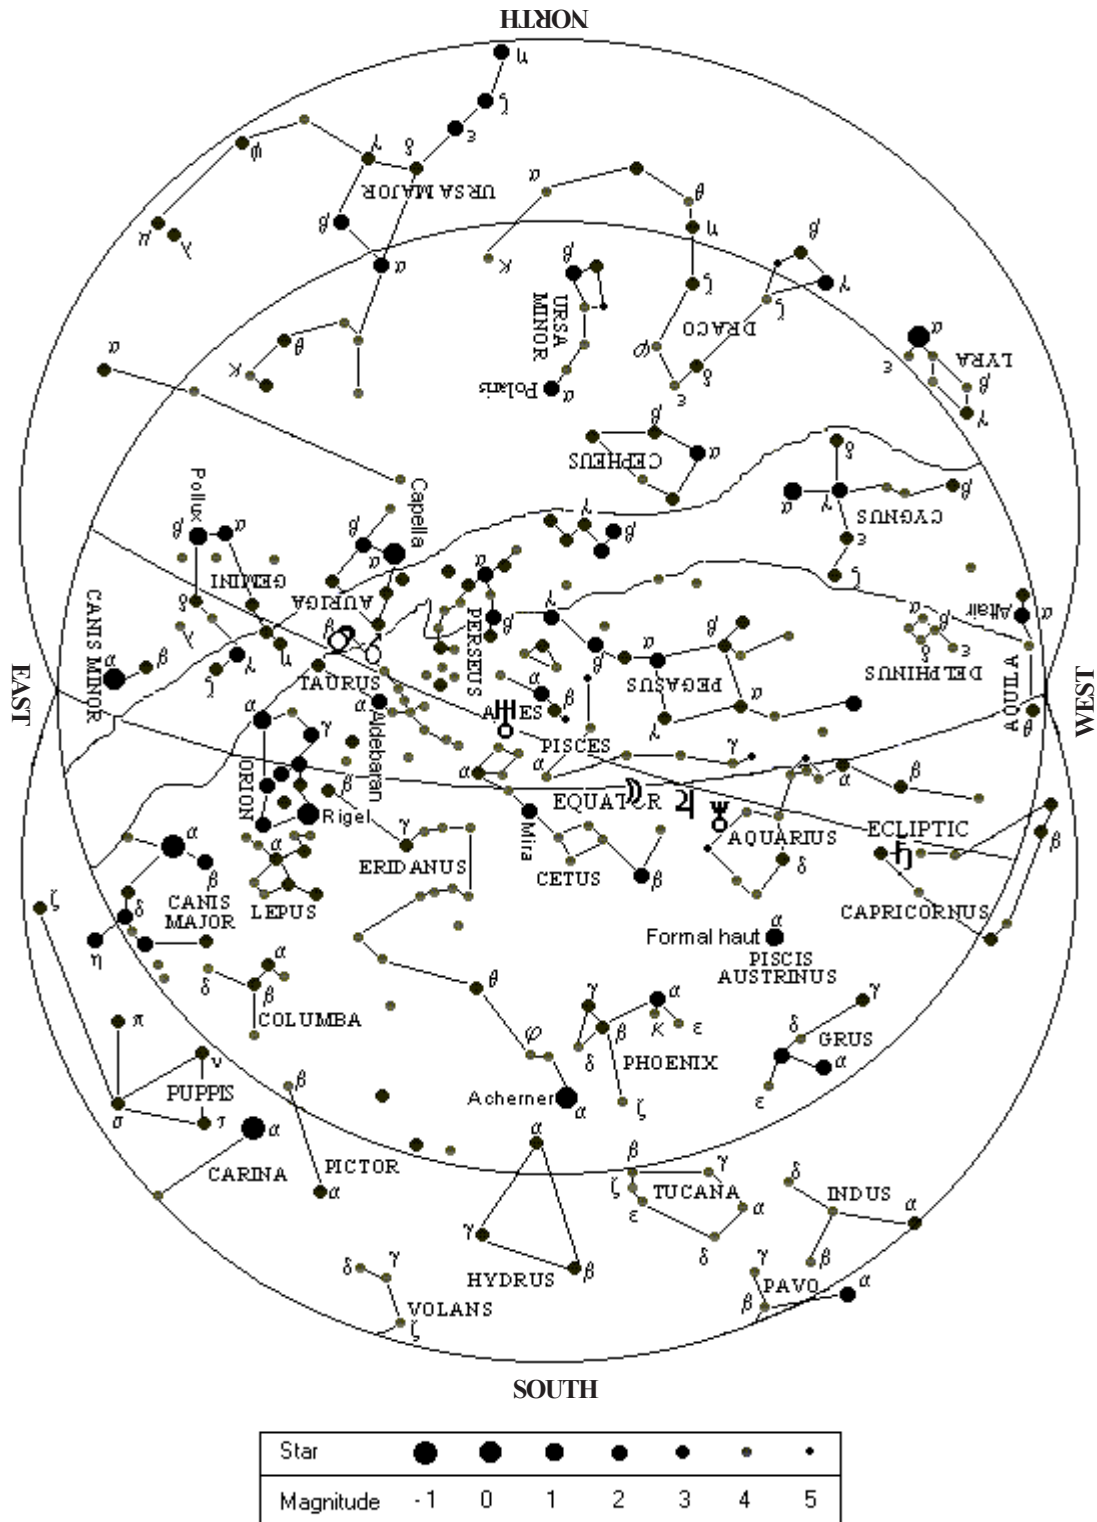 NORTH
η
ζ
ε
δ
γ
ψ
URSA MAJOR
β
μ
λ
α
α
θ
κ
η
β
URSA
MINOR
ζ
DRACO
β
γ
ζ
φ
δ
ε
Polaris
α
α
LYRA
ε
β
γ
θ
κ
α
β
CEPHEUS
α
δ
CYGNUS
α
γ
β
ε
ζ
Pollux
β
α
GEMINI
Capella
β
α
AURIGA
β
γ
α
PERSEUS
β
δ
λ
γ
ζ
η
β
TAURUS
CANIS MINOR
α
β
EAST
WEST
γ
β
α
β
PEGASUS
γ
α
α
β
DELPHINUS
δ
ε
Altair
α
AQUILA
θ
α
β
ARIES
α
Aldebaran
α
γ
ORION
β
Rigel
PISCES
α
γ
α
EQUATOR
Mira
α
β
AQUARIUS
δ
ECLIPTIC
β
γ
ERIDANUS
CETUS
β
α
β
CANIS
MAJOR
δ
η
LEPUS
CAPRICORNUS
ζ
Formal haut
α
PISCIS
AUSTRINUS
δ
α
β
COLUMBA
θ
φ
γ
α
κ
ε
β
δ
PHOENIX
ζ
γ
δ
GRUS
α
ε
π
ν
PUPPIS
σ
τ
β
Acherner
α
α
CARINA
PICTOR
α
α
β
γ
ζ
TUCANA
ε
α
δ
δ
INDUS
α
β
γ
HYDRUS
β
δ
γ
VOLANS
ζ
γ
PAVO
α
β
SOUTH
Star
Magnitude -1 0 1 2 3 4 5